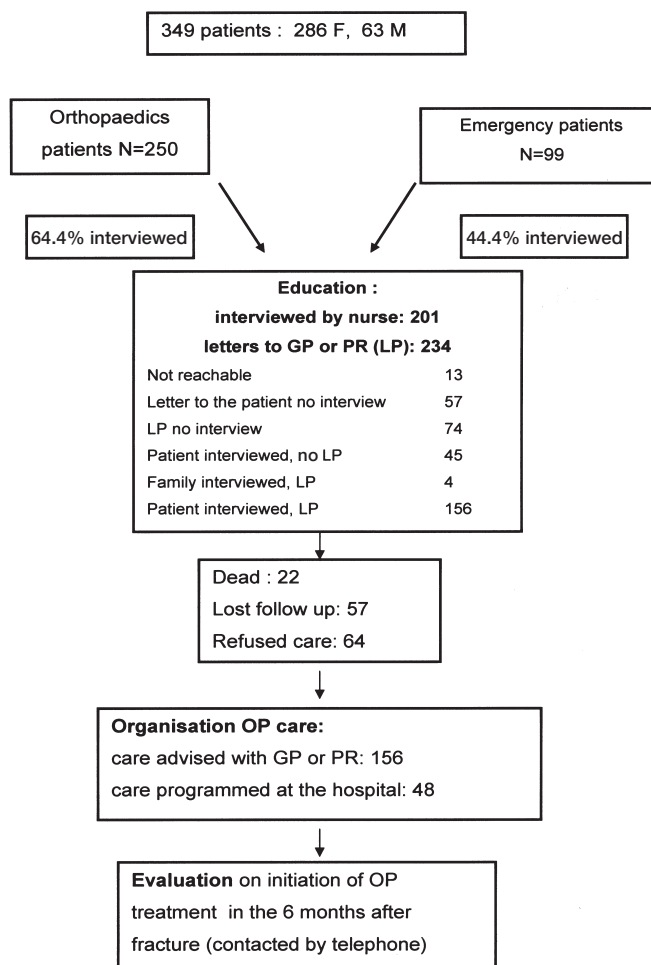 349 patients : 286 F, 63 M
Orthopaedics
patients N=250
Emergency patients
N=99
64.4% interviewed
44.4% interviewed
Education :
interviewed by nurse: 201
letters to GP or PR (LP): 234
Not reachable 13
Letter to the patient no interview 57
LP no interview 74
Patient interviewed, no LP 45
Family interviewed, LP 4
Patient interviewed, LP 156
Dead : 22
Lost follow up: 57
Refused care: 64
Organisation OP care:
care advised with GP or PR: 156
care programmed at the hospital: 48
Evaluation on initiation of OP
treatment in the 6 months after
fracture (contacted by telephone)